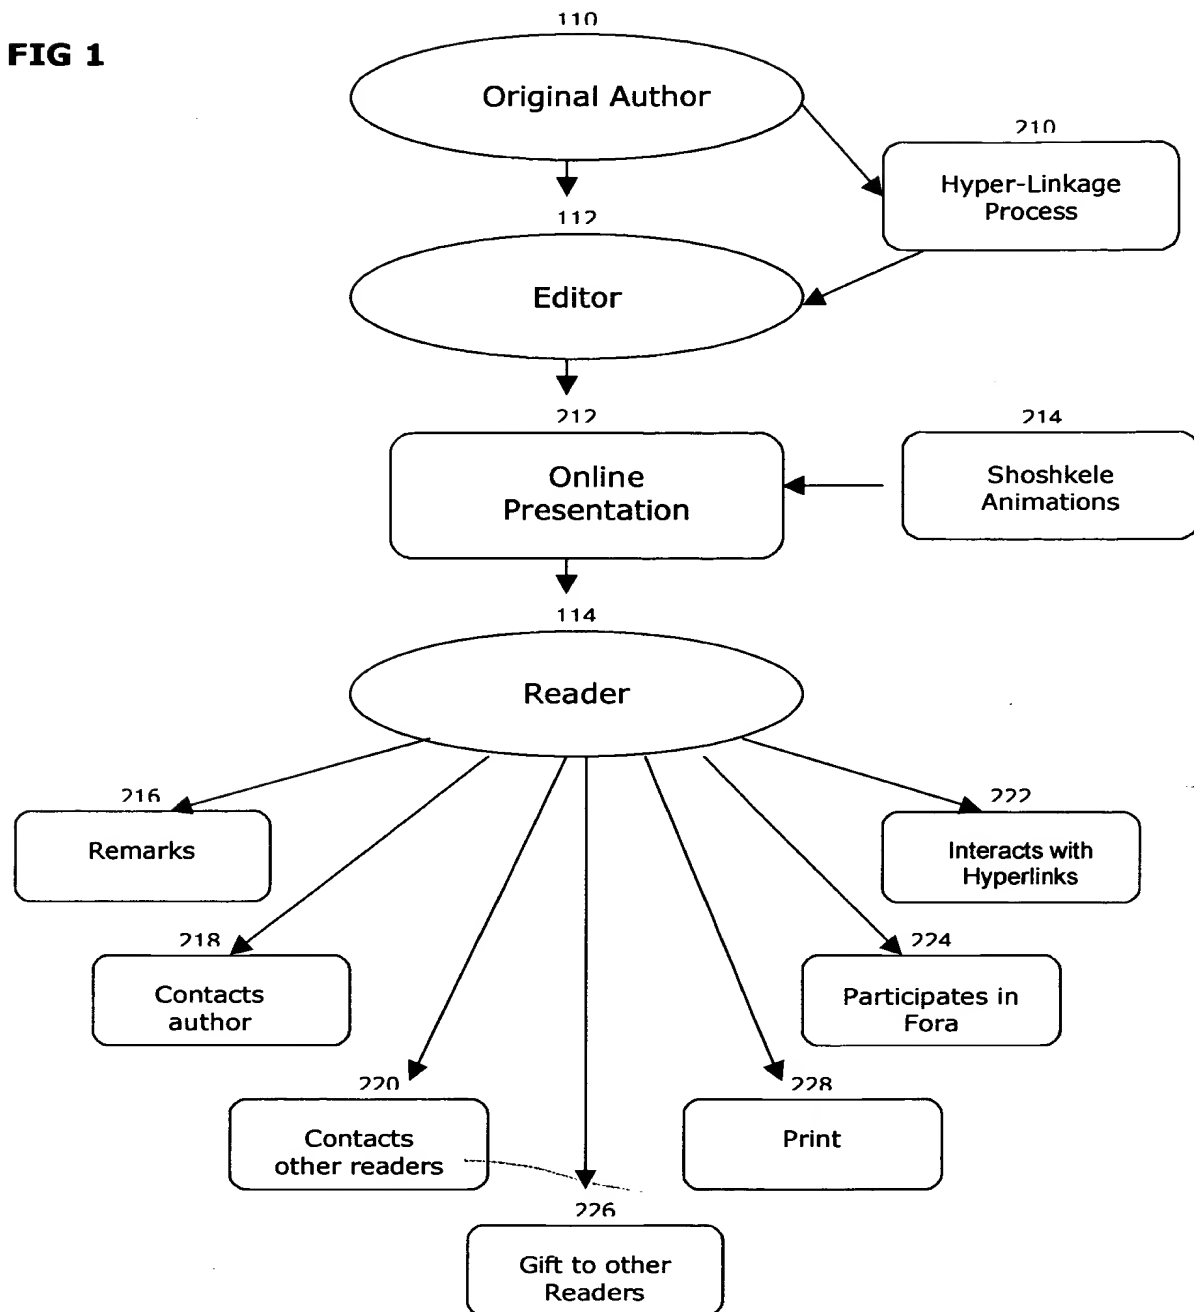 FIG 1
110
Original Author
210
Hyper-Linkage
Process
112
Editor
212
Online
Presentation
214
Shoshkele
Animations
114
Reader
216
Remarks
222
Interacts with
Hyperlinks
218
Contacts
author
224
Participates in
Fora
220
Contacts
other readers
228
Print
226
Gift to other
Readers